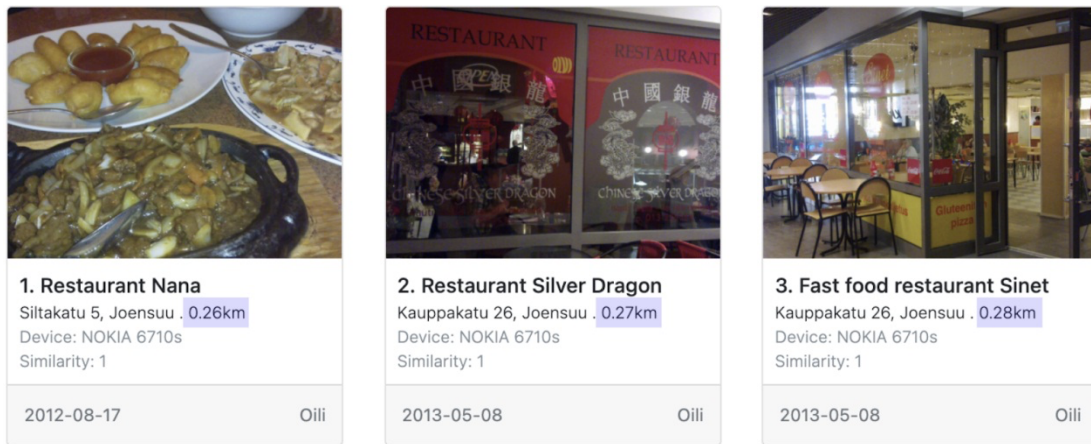 RESTAURANT
RESTAURANT
OPEN
中國銀龍
中國銀龍
CHINESE SILVER DRAGON
CHINESE SILVER DRAGON
Coca-Cola
pizza
1. Restaurant Nana
Siltakatu 5, Joensuu . 0.26km
Device: NOKIA 6710s
Similarity: 1
2012-08-17 Oili
2. Restaurant Silver Dragon
Kauppakatu 26, Joensuu . 0.27km
Device: NOKIA 6710s
Similarity: 1
2013-05-08 Oili
3. Fast food restaurant Sinet
Kauppakatu 26, Joensuu . 0.28km
Device: NOKIA 6710s
Similarity: 1
2013-05-08 Oili